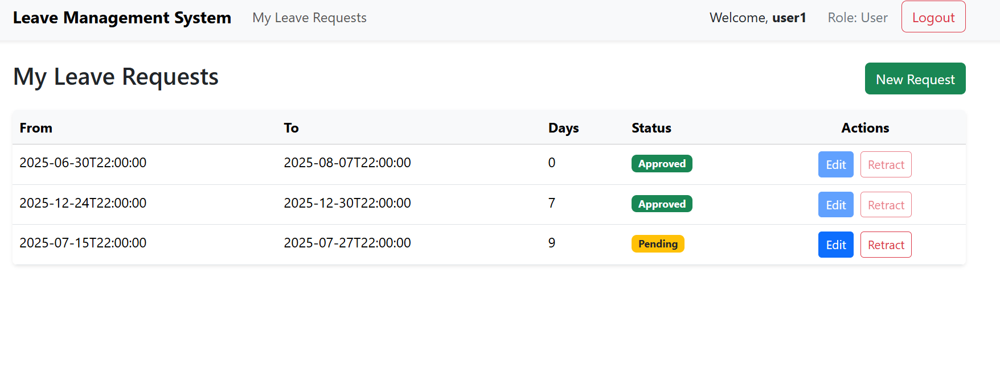 Leave Management System My Leave Requests Welcome, user1 Role: User Logout
My Leave Requests New Request
From To Days Status Actions
2025-06-30T22:00:00 2025-08-07T22:00:00 0 Approved Edit Retract
2025-12-24T22:00:00 2025-12-30T22:00:00 7 Approved Edit Retract
2025-07-15T22:00:00 2025-07-27T22:00:00 9 Pending Edit Retract